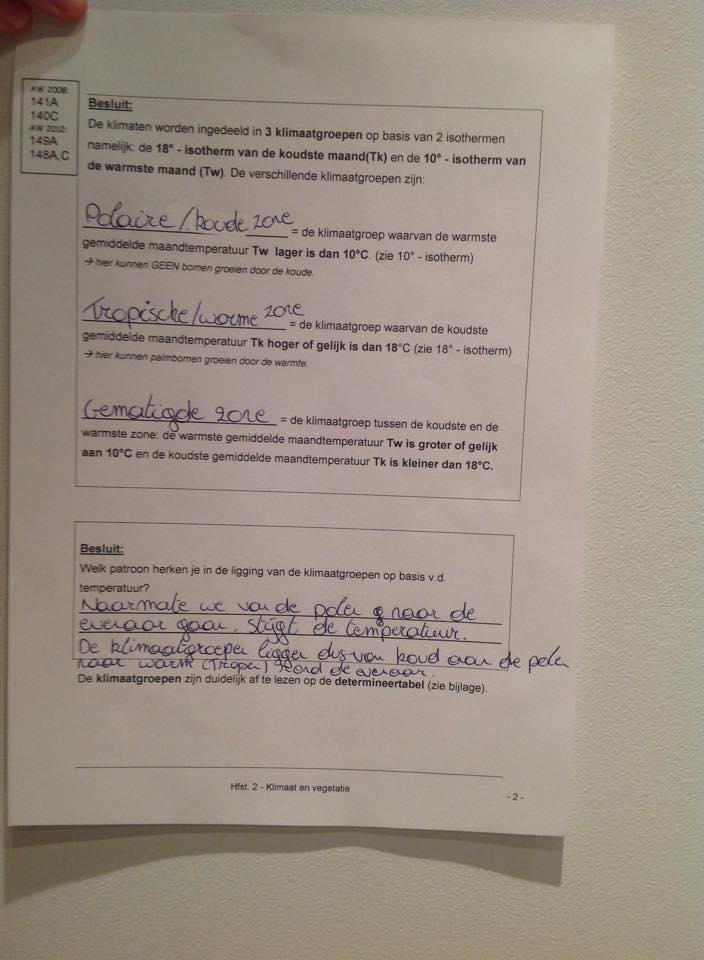 AW 2008:
141A
140C
AW 2012:
149A
148A,C
Besluit:
De klimaten worden ingedeeld in 3 klimaatgroepen op basis van 2 isothermen
namelijk: de 18° - isotherm van de koudste maand(Tk) en de 10° - isotherm van
de warmste maand (Tw). De verschillende klimaatgroepen zijn:
Polaire / koude zone = de klimaatgroep waarvan de warmste
gemiddelde maandtemperatuur Tw lager is dan 10°C. (zie 10° - isotherm)
→ hier kunnen GEEN bomen groeien door de koude.
Tropische/warme zone = de klimaatgroep waarvan de koudste
gemiddelde maandtemperatuur Tk hoger of gelijk is dan 18°C (zie 18° - isotherm)
→ hier kunnen palmbomen groeien door de warmte.
Gematigde zone = de klimaatgroep tussen de koudste en de
warmste zone: de warmste gemiddelde maandtemperatuur Tw is groter of gelijk
aan 10°C en de koudste gemiddelde maandtemperatuur Tk is kleiner dan 18°C.
Besluit:
Welk patroon herken je in de ligging van de klimaatgroepen op basis v.d.
temperatuur?
Naarmate we van de polen naar de
evenaar gaan, stijgt de temperatuur.
De klimaatgroepen liggen dus van koud aan de polen
naar warm (Tropen) rond de evenaar.
De klimaatgroepen zijn duidelijk af te lezen op de determineertabel (zie bijlage).
Hfst. 2 - Klimaat en vegetatie
- 2 -